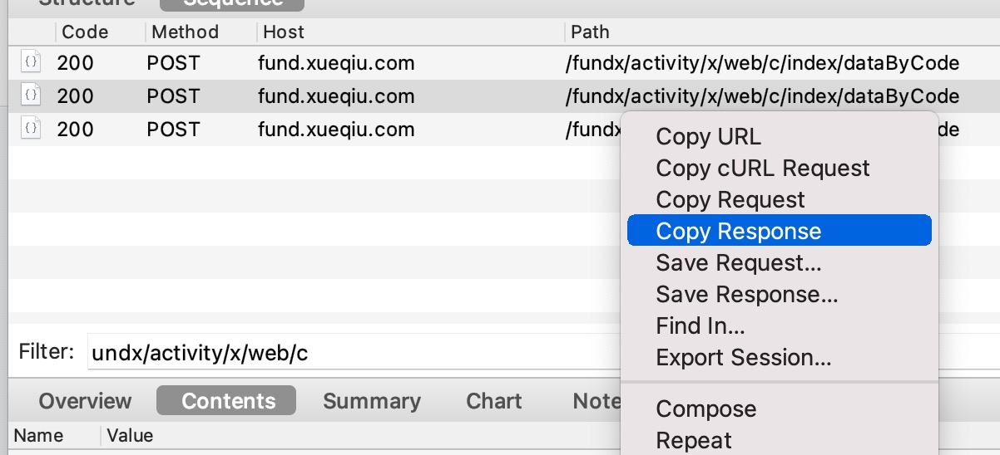 Structure Sequence
Code Method Host Path
{} 200 POST fund.xueqiu.com /fundx/activity/x/web/c/index/dataByCode
{} 200 POST fund.xueqiu.com /fundx/activity/x/web/c/index/dataByCode
{} 200 POST fund.xueqiu.com /fundx de
Copy URL
Copy cURL Request
Copy Request
Copy Response
Save Request...
Save Response...
Find In...
Export Session...
Compose
Repeat
Filter: undx/activity/x/web/c
Overview Contents Summary Chart Note
Name Value